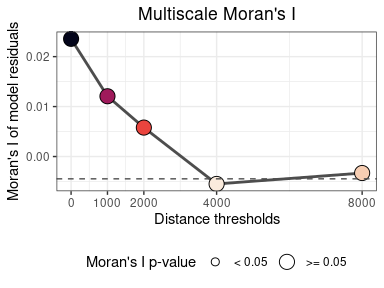 Multiscale Moran's I
Moran's I of model residuals
0.02
0.01
0.00
0 1000 2000 4000 8000
Distance thresholds
Moran's I p-value < 0.05 >= 0.05